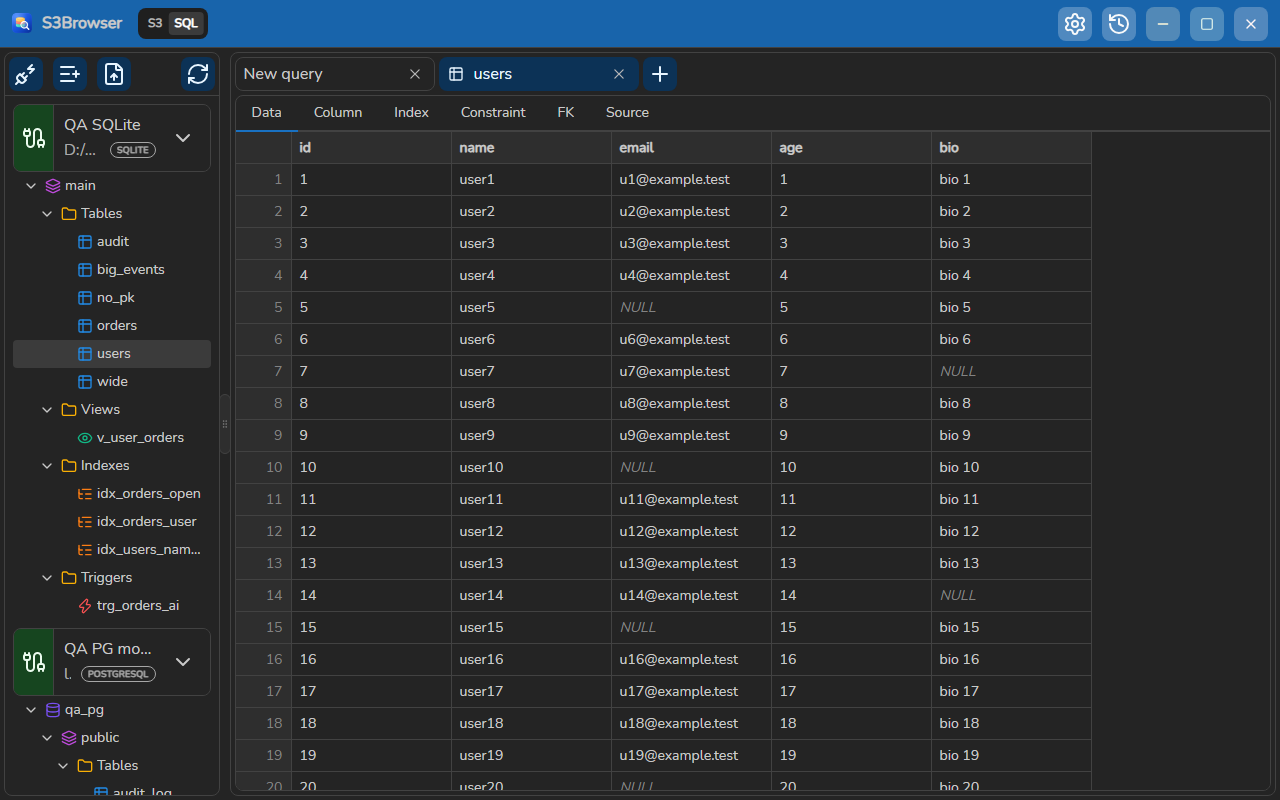 S3Browser S3 SQL
New query
users
QA SQLite
D:/... SQLITE
main
Tables
audit
big_events
no_pk
orders
users
wide
Views
v_user_orders
Indexes
idx_orders_open
idx_orders_user
idx_users_nam...
Triggers
trg_orders_ai
QA PG mo...
l. POSTGRESQL
qa_pg
public
Tables
audit_log
Data Column Index Constraint FK Source
id name email age bio
1 1 user1 u1@example.test 1 bio 1
2 2 user2 u2@example.test 2 bio 2
3 3 user3 u3@example.test 3 bio 3
4 4 user4 u4@example.test 4 bio 4
5 5 user5 NULL 5 bio 5
6 6 user6 u6@example.test 6 bio 6
7 7 user7 u7@example.test 7 NULL
8 8 user8 u8@example.test 8 bio 8
9 9 user9 u9@example.test 9 bio 9
10 10 user10 NULL 10 bio 10
11 11 user11 u11@example.test 11 bio 11
12 12 user12 u12@example.test 12 bio 12
13 13 user13 u13@example.test 13 bio 13
14 14 user14 u14@example.test 14 NULL
15 15 user15 NULL 15 bio 15
16 16 user16 u16@example.test 16 bio 16
17 17 user17 u17@example.test 17 bio 17
18 18 user18 u18@example.test 18 bio 18
19 19 user19 u19@example.test 19 bio 19
20 20 user20 NULL 20 bio 20